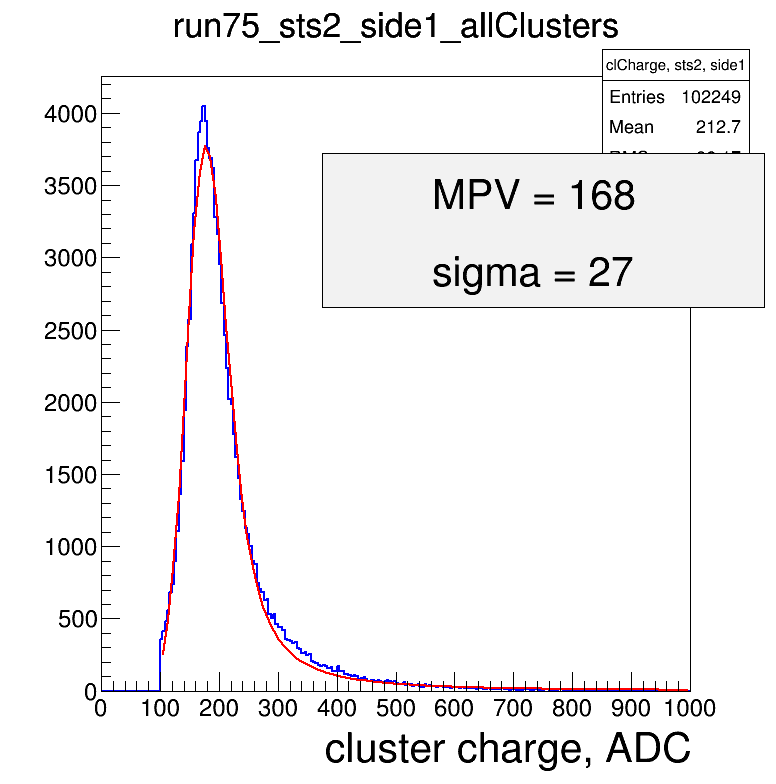 run75_sts2_side1_allClusters
clCharge, sts2, side1
Entries 102249
Mean 212.7
MPV = 168
sigma = 27
4000
3500
3000
2500
2000
1500
1000
500
0
0 100 200 300 400 500 600 700 800 900 1000
cluster charge, ADC